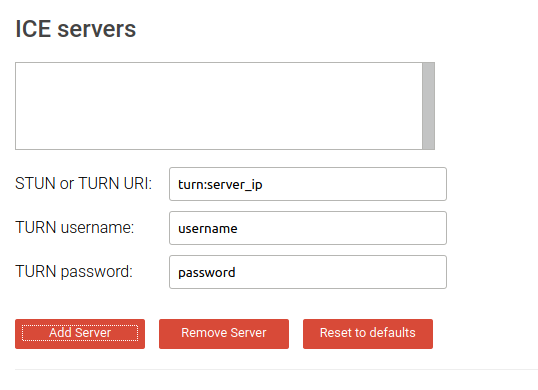 ICE servers
STUN or TURN URI: turn:server_ip
TURN username: username
TURN password: password
Add Server Remove Server Reset to defaults